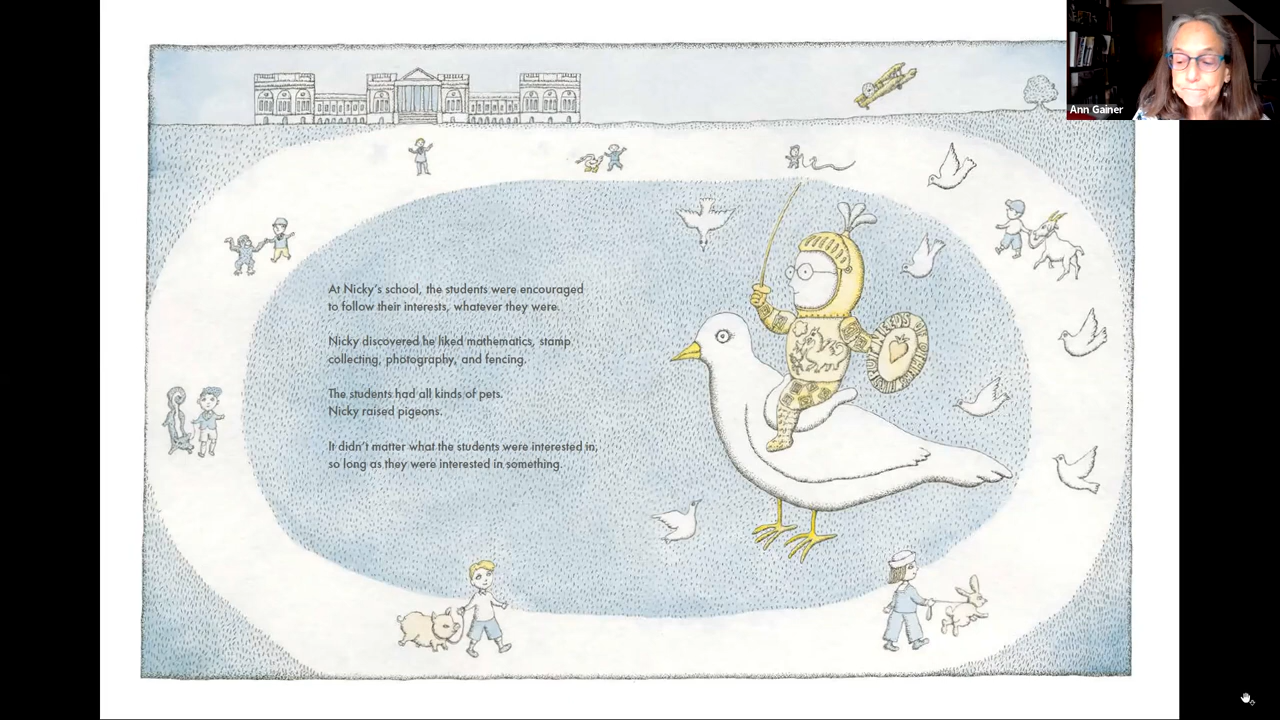 At Nicky's school, the students were encouraged
to follow their interests, whatever they were.
Nicky discovered he liked mathematics, stamp
collecting, photography, and fencing.
The students had all kinds of pets.
Nicky raised pigeons.
It didn't matter what the students were interested in,
so long as they were interested in something.
NEEDS
Ann Gainer